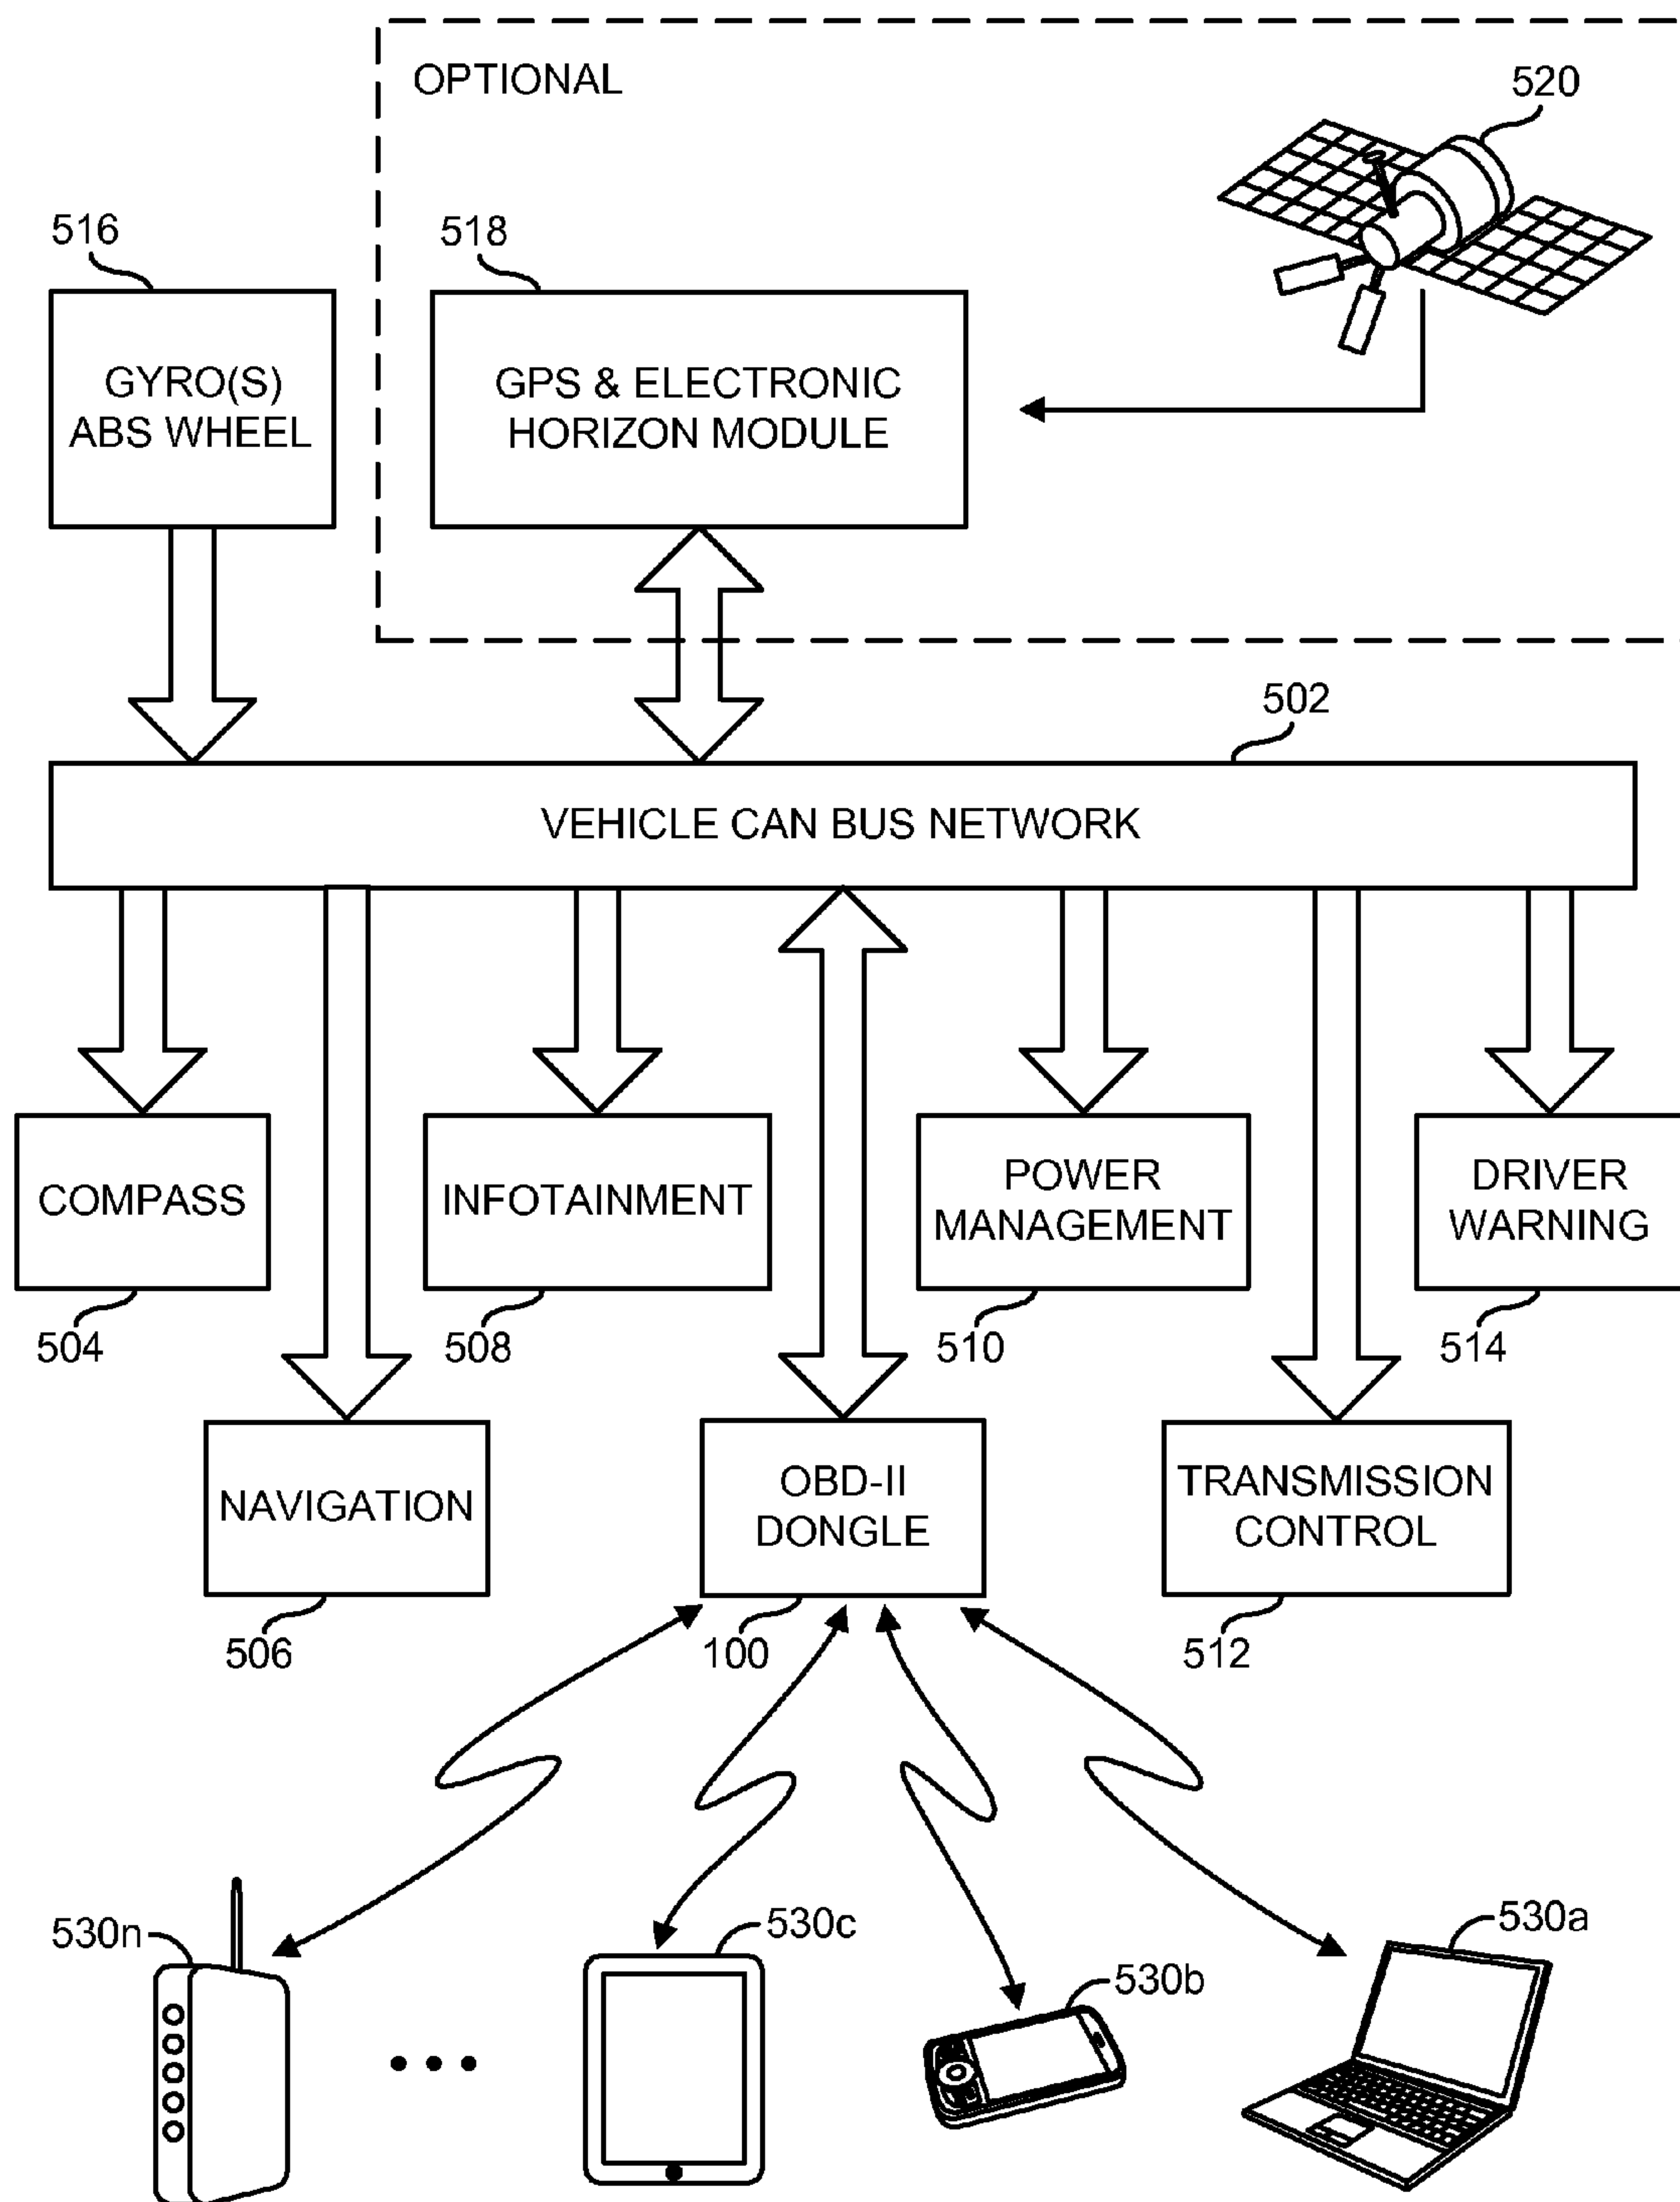 OPTIONAL
520
516
518
GYRO(S)
ABS WHEEL
GPS & ELECTRONIC
HORIZON MODULE
502
VEHICLE CAN BUS NETWORK
COMPASS
INFOTAINMENT
POWER
MANAGEMENT
DRIVER
WARNING
504
508
510
514
NAVIGATION
OBD-II
DONGLE
TRANSMISSION
CONTROL
506
100
512
530n
530c
530b
530a